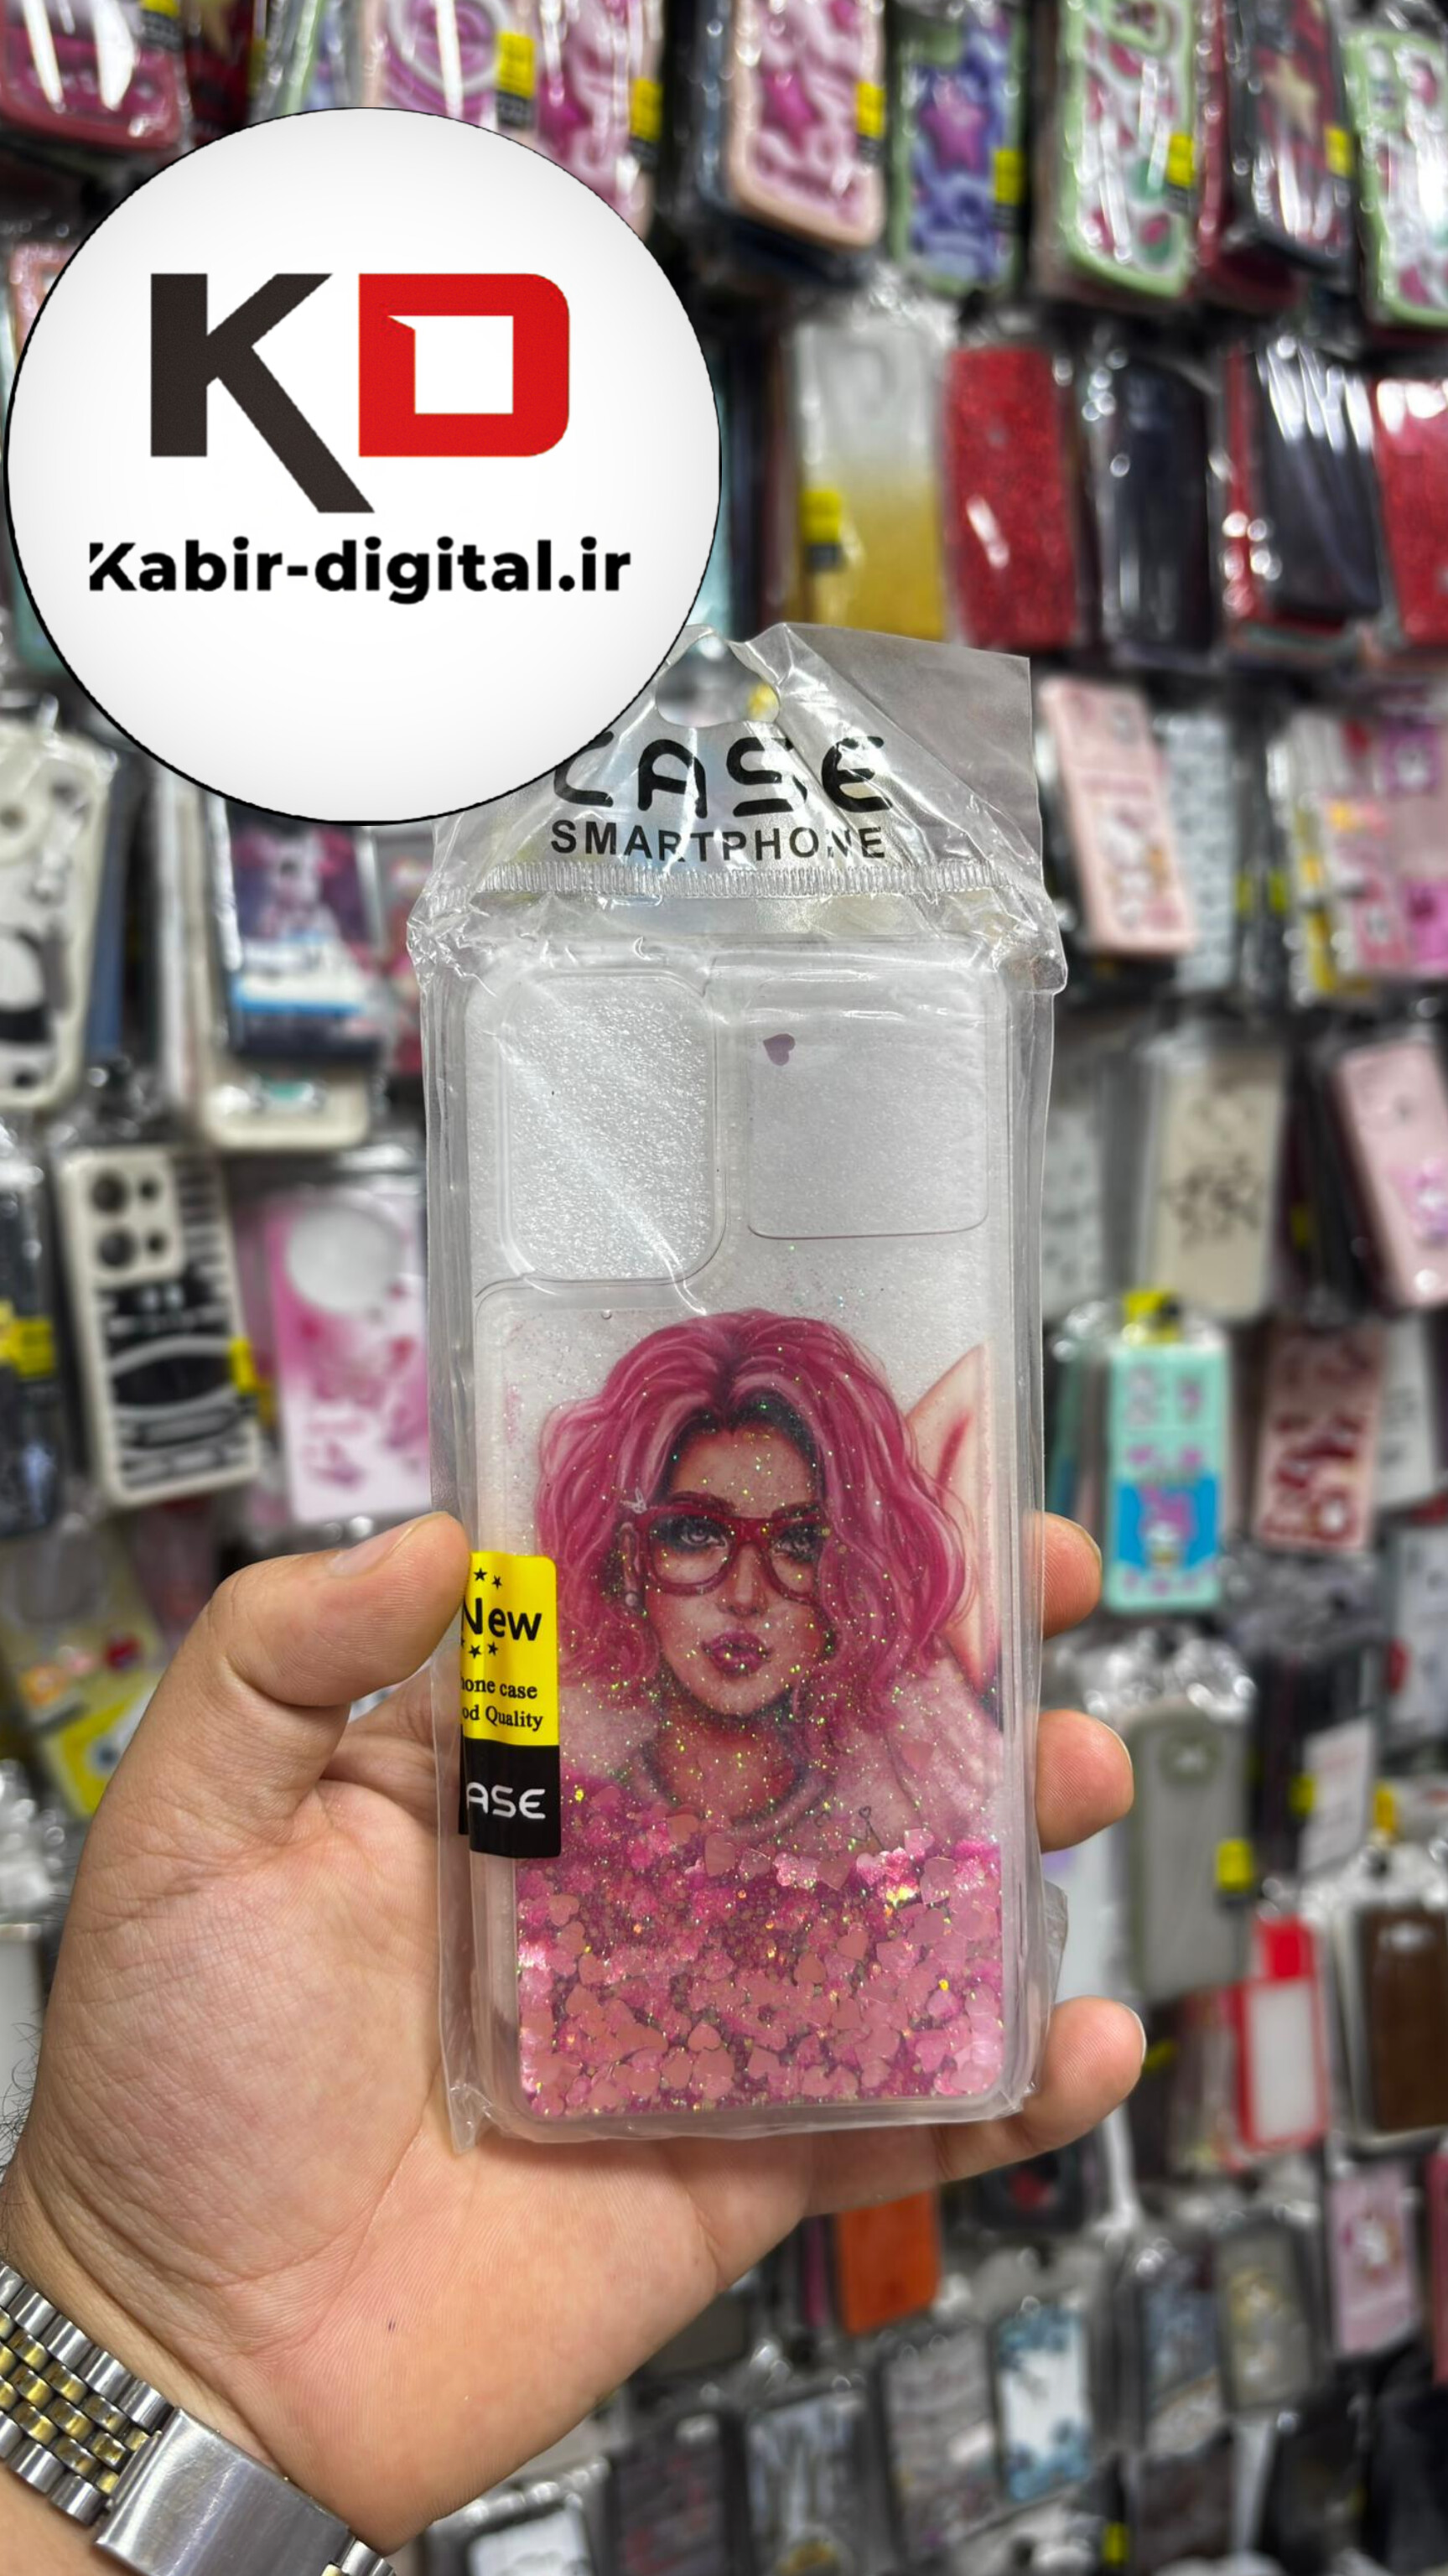 KD
Kabir-digital.ir
CASE
SMARTPHONE
New
hone case
od Quality
ASE